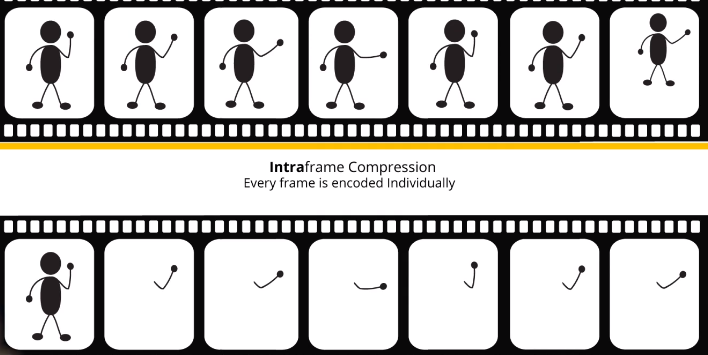 Intraframe Compression
Every frame is encoded Individually